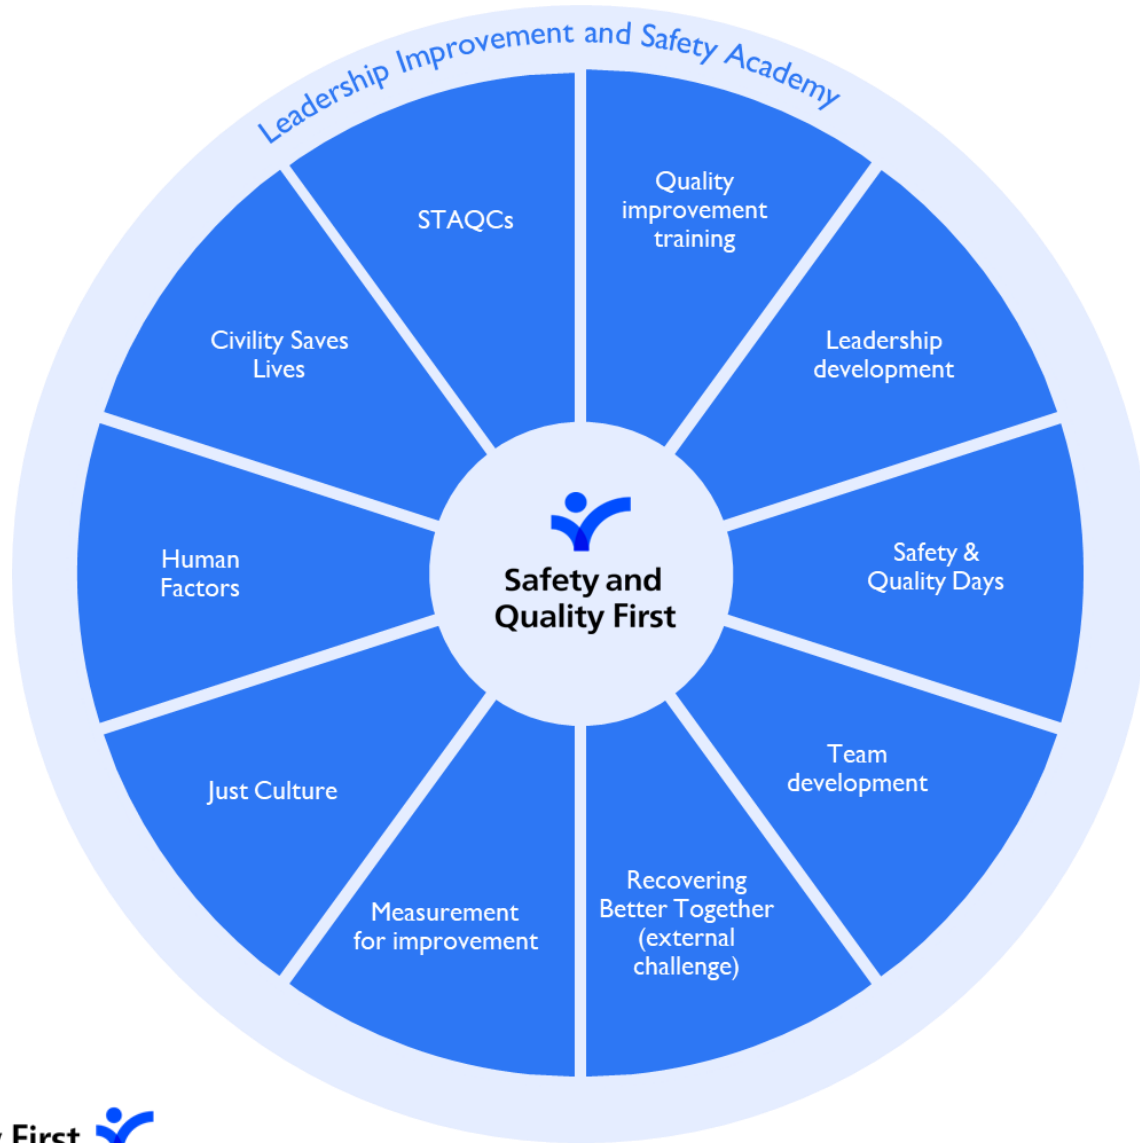 Leadership Improvement and Safety Academy
STAQCs
Quality
improvement
training
Civility Saves
Lives
Leadership
development
Human
Factors
Safety and
Quality First
Safety &
Quality Days
Just Culture
Team
development
Measurement
for improvement
Recovering
Better Together
(external
challenge)
First